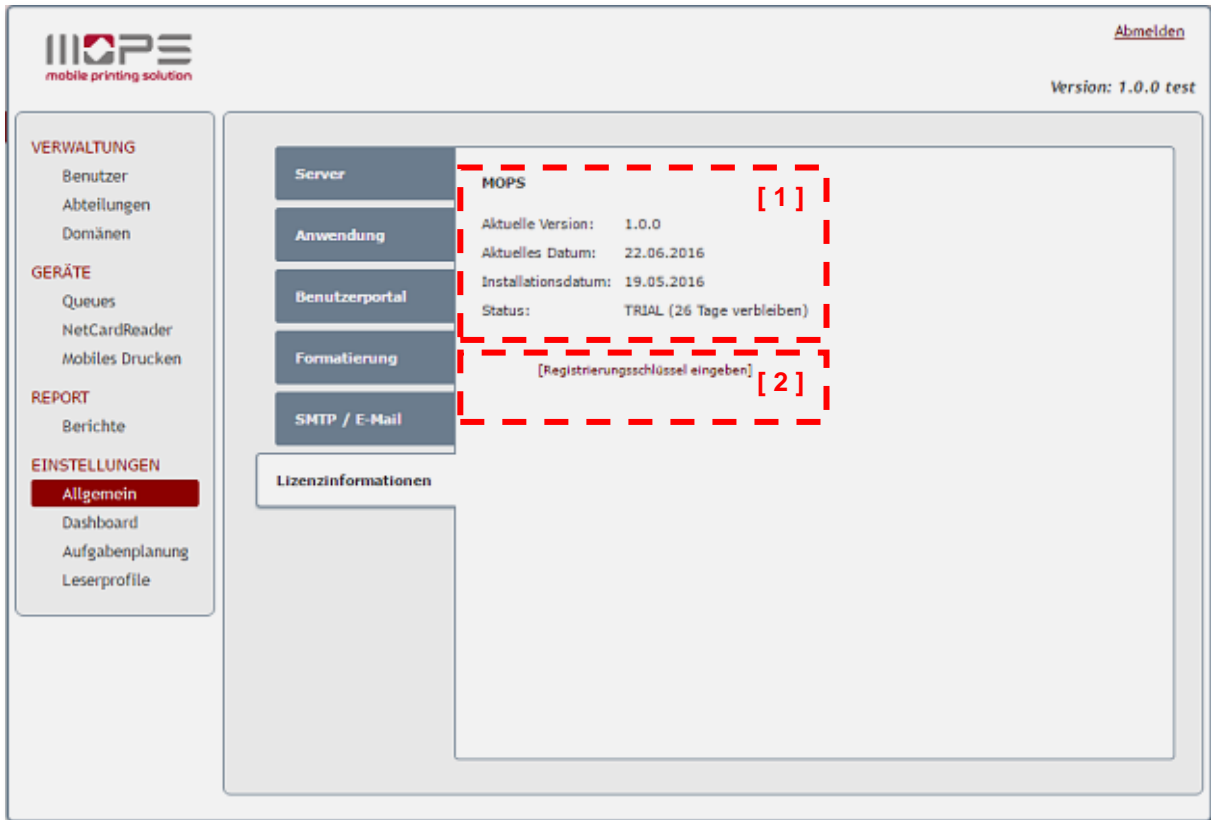 MOPS
mobile printing solution
Abmelden
Version: 1.0.0 test
VERWALTUNG
Benutzer
Abteilungen
Domänen
GERÄTE
Queues
NetCardReader
Mobiles Drucken
REPORT
Berichte
EINSTELLUNGEN
Allgemein
Dashboard
Aufgabenplanung
Leserprofile
Server
Anwendung
Benutzerportal
Formatierung
SMTP / E-Mail
Lizenzinformationen
MOPS
[ 1 ]
Aktuelle Version: 1.0.0
Aktuelles Datum: 22.06.2016
Installationsdatum: 19.05.2016
Status: TRIAL (26 Tage verbleiben)
[Registrierungsschlüssel eingeben]
[ 2 ]